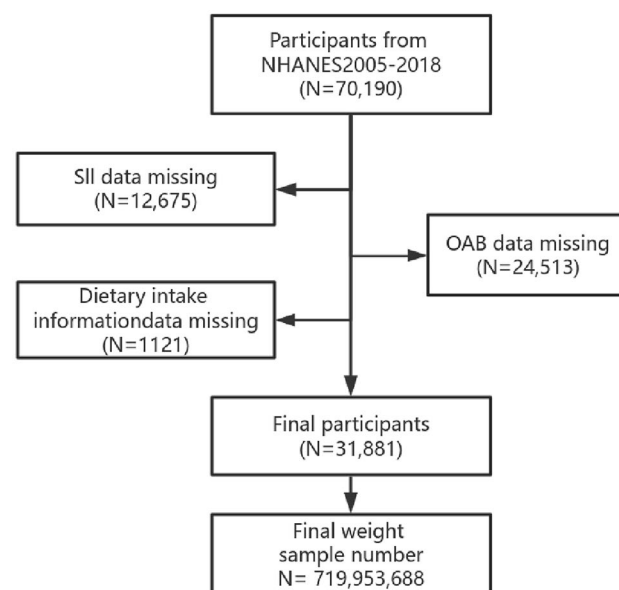 Participants from
NHANES2005-2018
(N=70,190)
SII data missing
(N=12,675)
OAB data missing
(N=24,513)
Dietary intake
informationdata missing
(N=1121)
Final participants
(N=31,881)
Final weight
sample number
N= 719,953,688